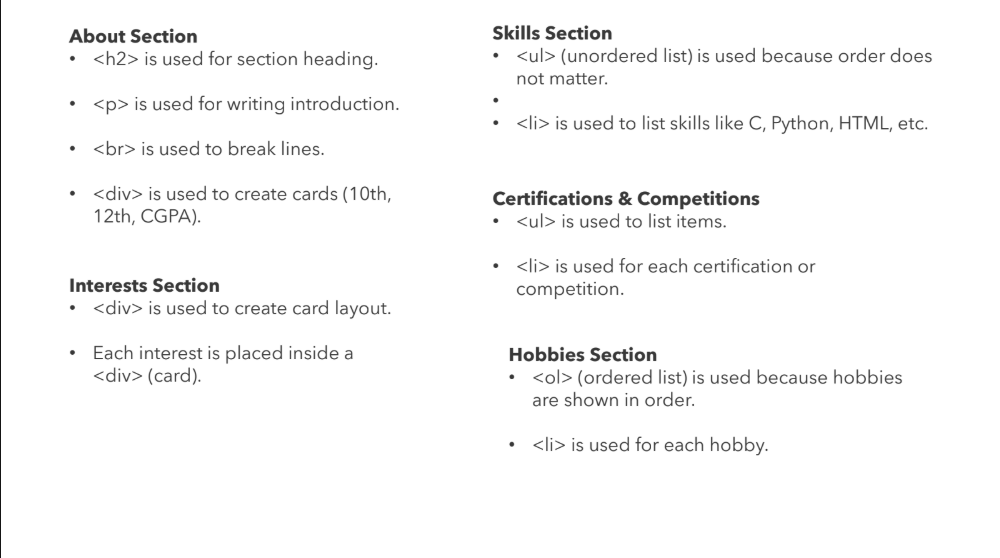 About Section
• <h2> is used for section heading.
• <p> is used for writing introduction.
• <br> is used to break lines.
• <div> is used to create cards (10th,
12th, CGPA).
Interests Section
• <div> is used to create card layout.
• Each interest is placed inside a
<div> (card).
Skills Section
• <ul> (unordered list) is used because order does
not matter.
•
• <li> is used to list skills like C, Python, HTML, etc.
Certifications & Competitions
• <ul> is used to list items.
• <li> is used for each certification or
competition.
Hobbies Section
• <ol> (ordered list) is used because hobbies
are shown in order.
• <li> is used for each hobby.